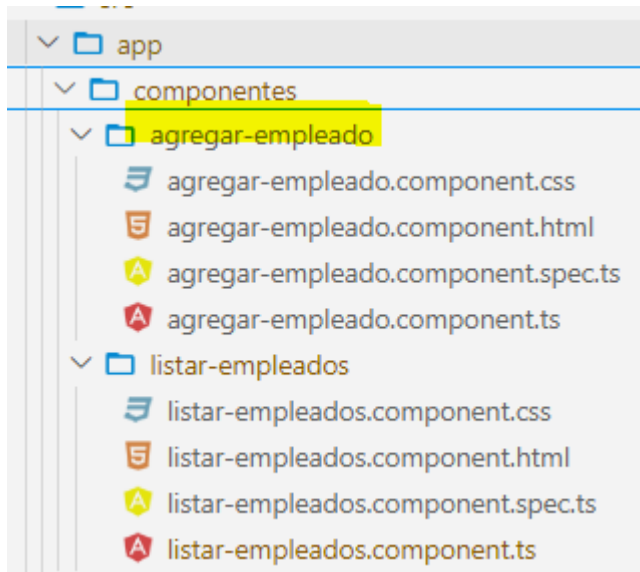 app
componentes
agregar-empleado
agregar-empleado.component.css
agregar-empleado.component.html
agregar-empleado.component.spec.ts
agregar-empleado.component.ts
listar-empleados
listar-empleados.component.css
listar-empleados.component.html
listar-empleados.component.spec.ts
listar-empleados.component.ts